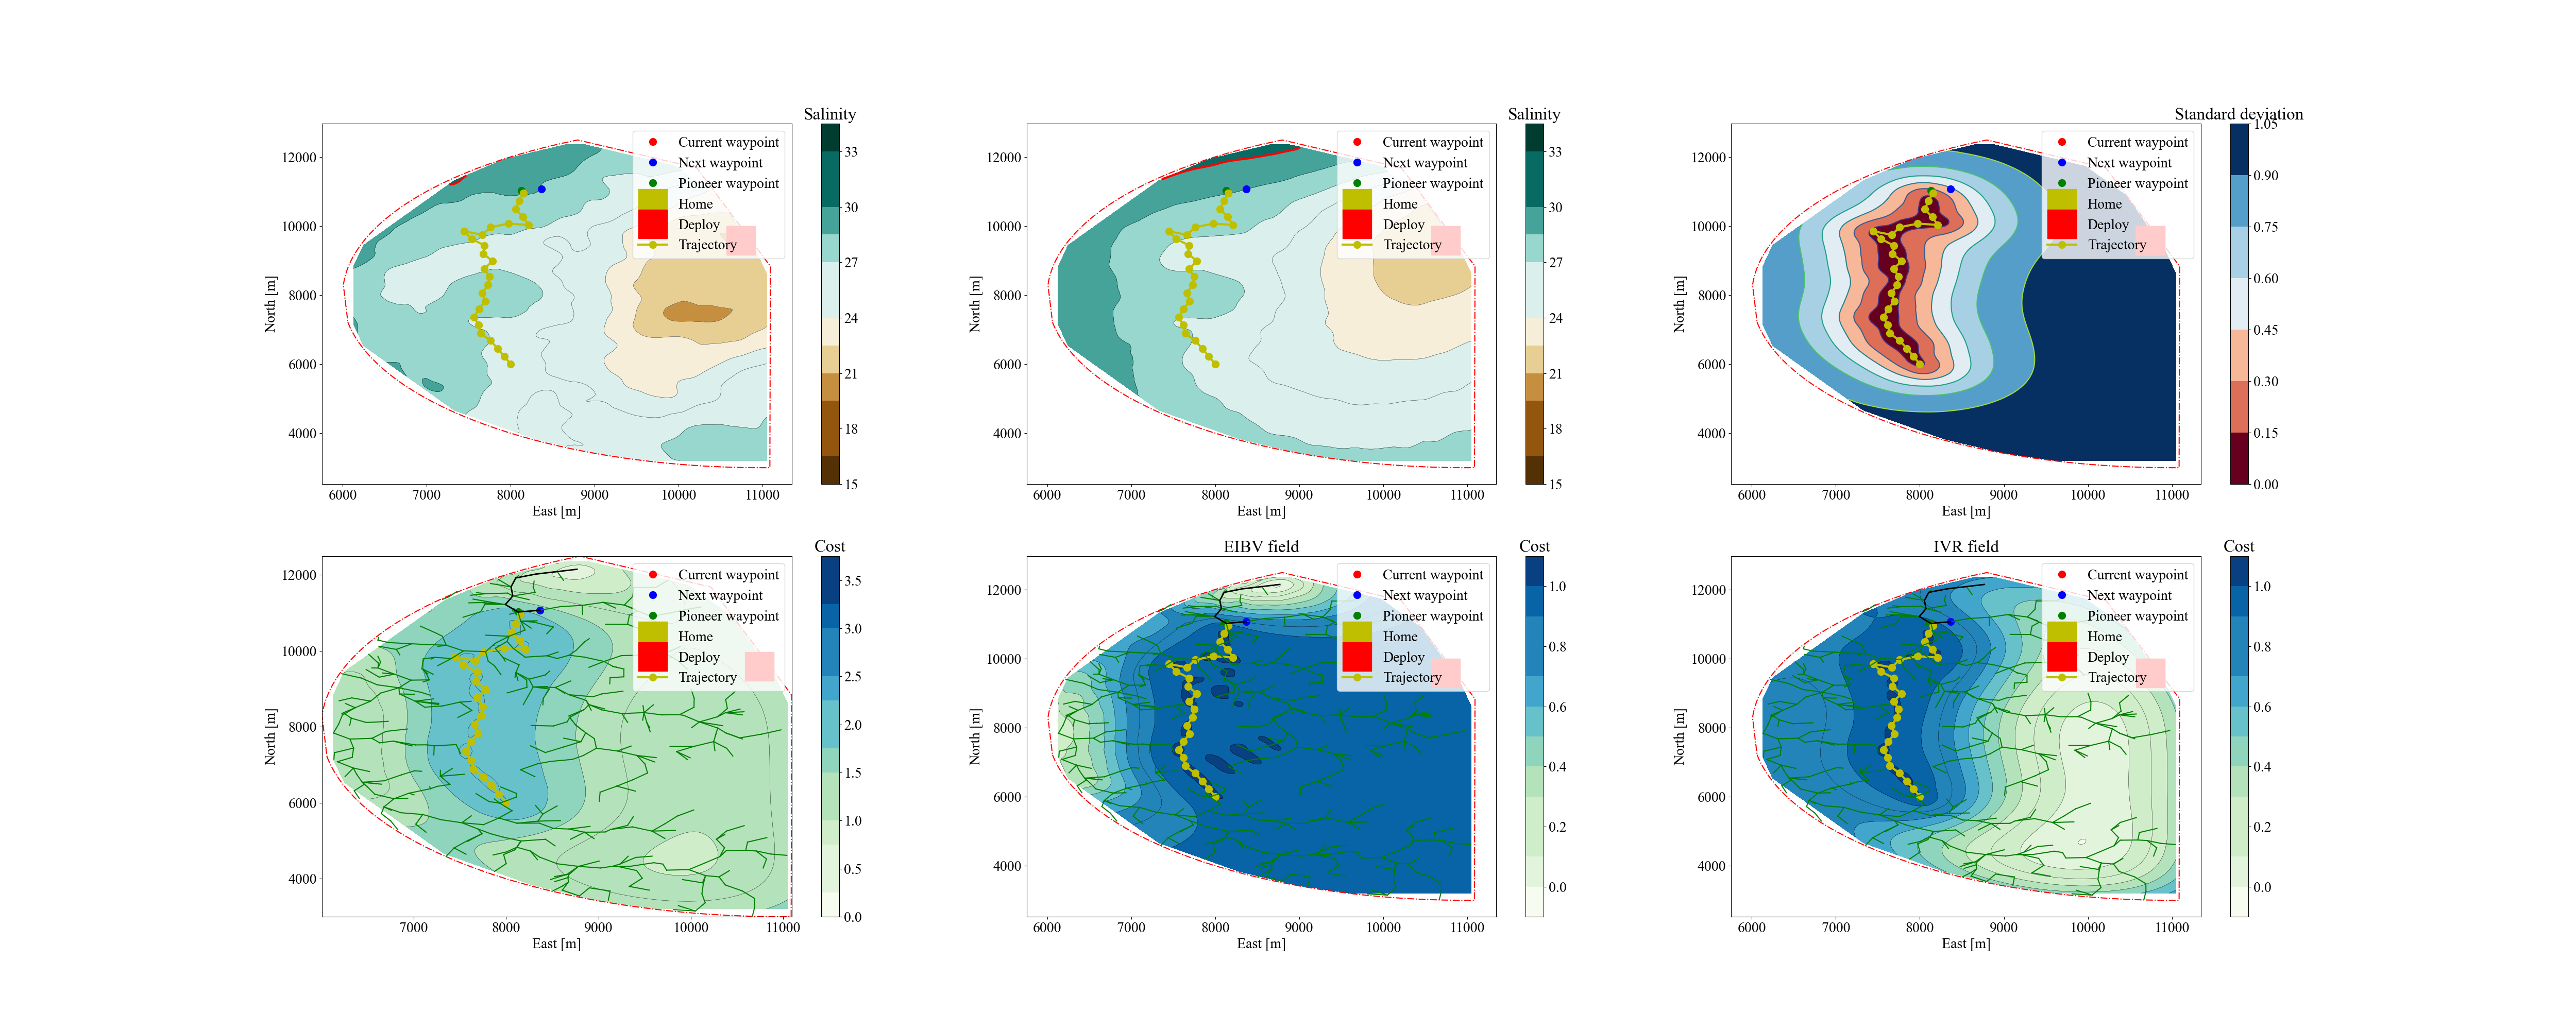 Salinity
Current waypoint
Next waypoint
Pioneer waypoint
Home
Deploy
Trajectory
12000
10000
8000
6000
4000
North [m]
6000 7000 8000 9000 10000 11000
East [m]
33
30
27
24
21
18
15
Salinity
Current waypoint
Next waypoint
Pioneer waypoint
Home
Deploy
Trajectory
12000
10000
8000
6000
4000
North [m]
6000 7000 8000 9000 10000 11000
East [m]
33
30
27
24
21
18
15
Standard deviation
Current waypoint
Next waypoint
Pioneer waypoint
Home
Deploy
Trajectory
12000
10000
8000
6000
4000
North [m]
6000 7000 8000 9000 10000 11000
East [m]
1.05
0.90
0.75
0.60
0.45
0.30
0.15
0.00
Cost
Current waypoint
Next waypoint
Pioneer waypoint
Home
Deploy
Trajectory
12000
10000
8000
6000
4000
North [m]
7000 8000 9000 10000 11000
East [m]
3.5
3.0
2.5
2.0
1.5
1.0
0.5
0.0
EIBV field
Cost
Current waypoint
Next waypoint
Pioneer waypoint
Home
Deploy
Trajectory
12000
10000
8000
6000
4000
North [m]
6000 7000 8000 9000 10000 11000
East [m]
1.0
0.8
0.6
0.4
0.2
0.0
IVR field
Cost
Current waypoint
Next waypoint
Pioneer waypoint
Home
Deploy
Trajectory
12000
10000
8000
6000
4000
North [m]
6000 7000 8000 9000 10000 11000
East [m]
1.0
0.8
0.6
0.4
0.2
0.0